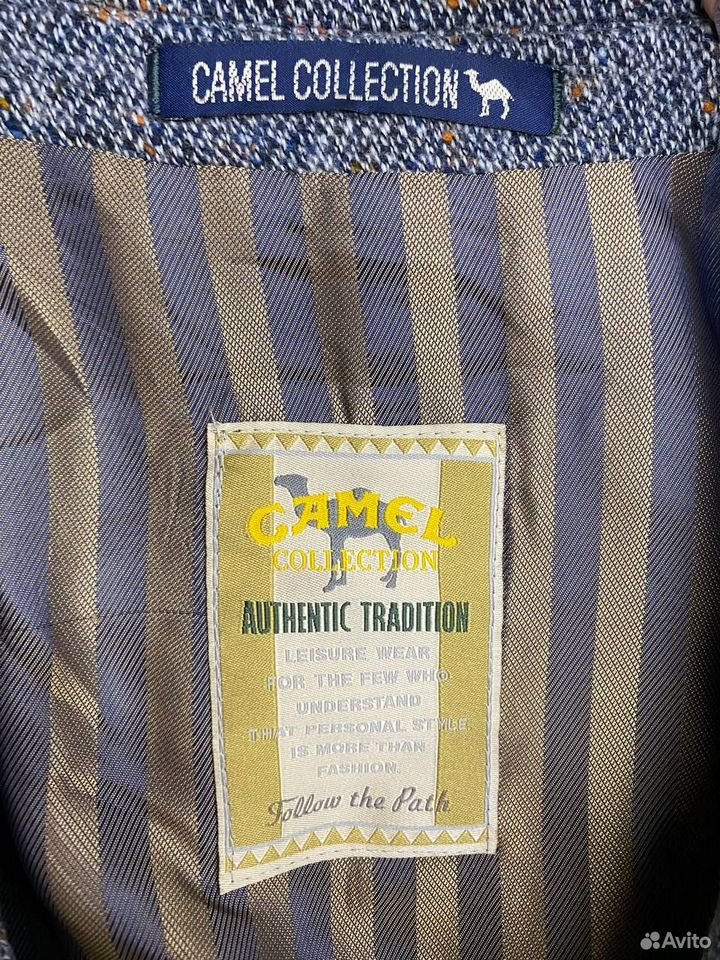 CAMEL COLLECTION
CAMEL
COLLECTION
AUTHENTIC TRADITION
LEISURE WEAR
FOR THE FEW WHO
UNDERSTAND
THAT PERSONAL STYLE
IS MORE THAN
FASHION.
Follow the Path
Avito